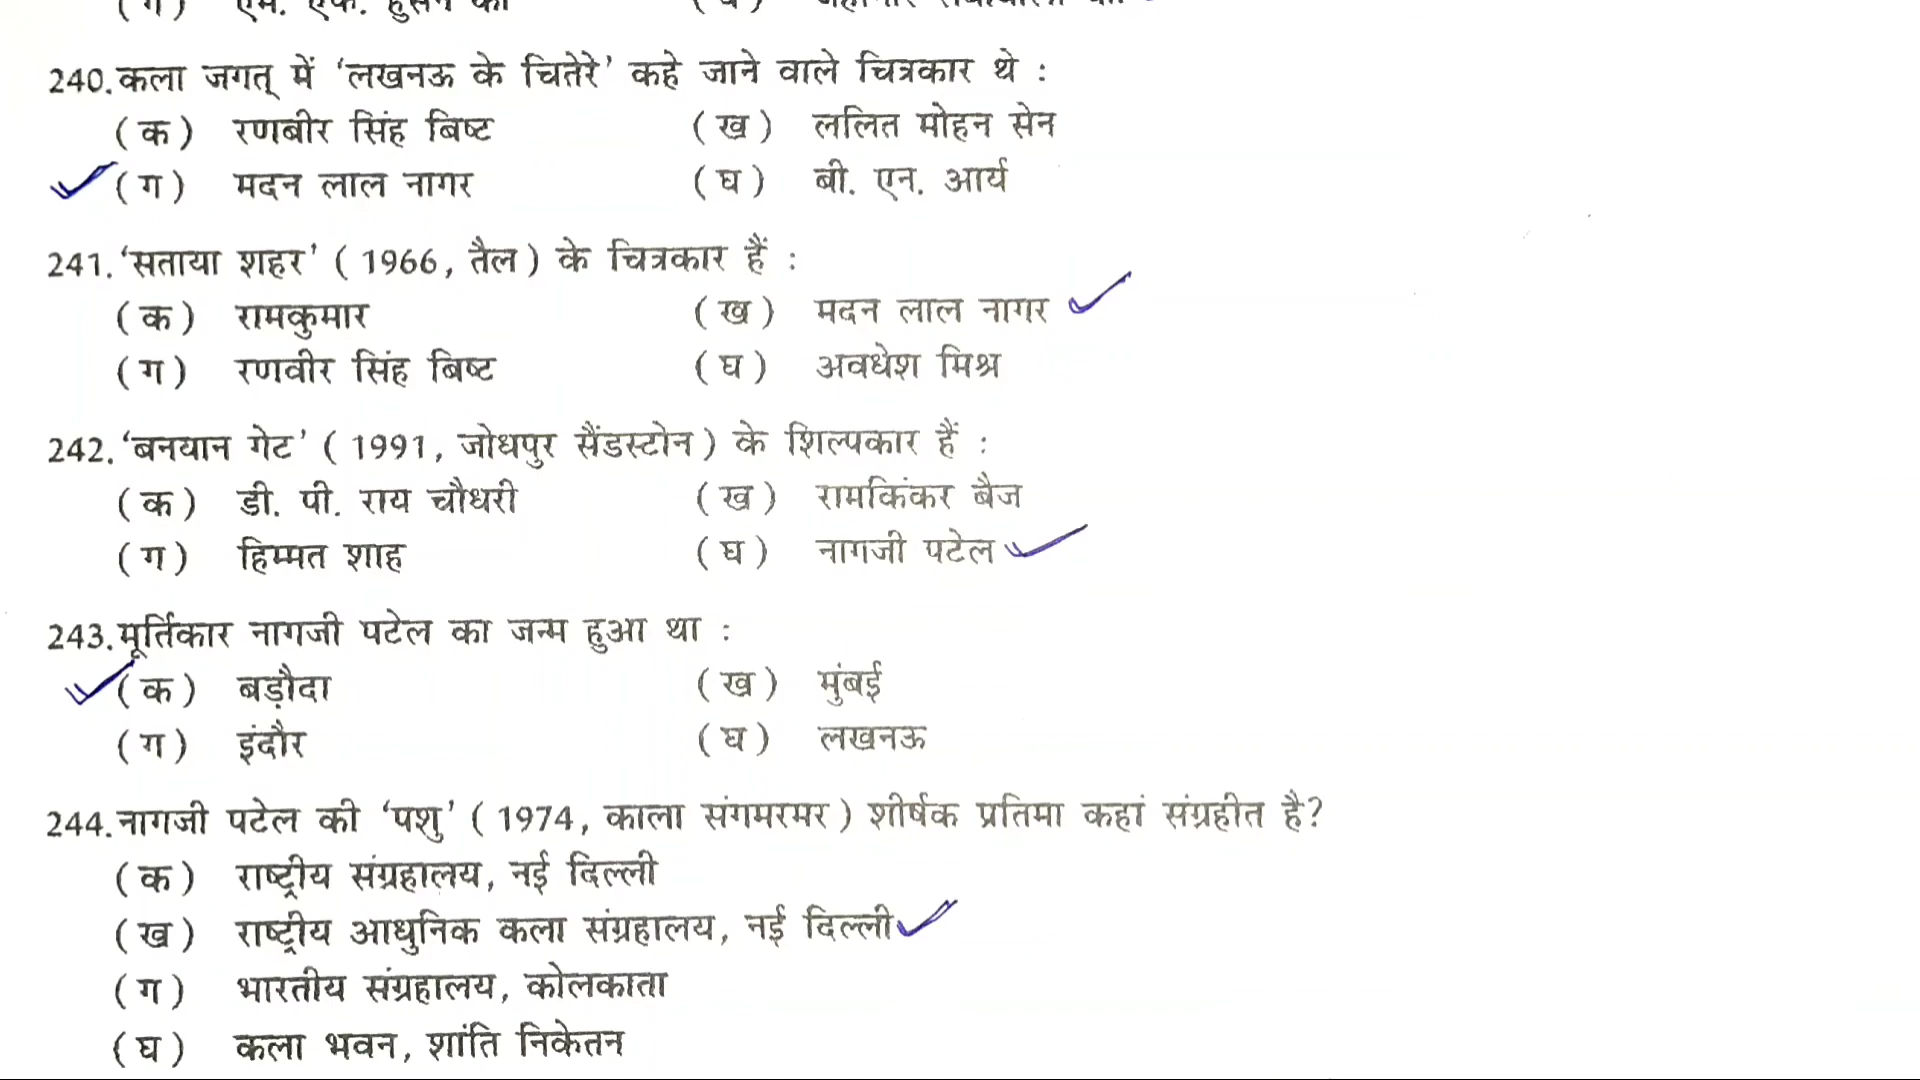 (ग) एम. एफ. हुसैन का
240. कला जगत् में ‘लखनऊ के चितेरे’ कहे जाने वाले चित्रकार थे :
(क) रणबीर सिंह बिष्ट (ख) ललित मोहन सेन
(ग) मदन लाल नागर (घ) बी. एन. आर्य
241. ‘सताया शहर’ (1966, तैल) के चित्रकार हैं :
(क) रामकुमार (ख) मदन लाल नागर
(ग) रणवीर सिंह बिष्ट (घ) अवधेश मिश्र
242. ‘बनयान गेट’ (1991, जोधपुर सैंडस्टोन) के शिल्पकार हैं :
(क) डी. पी. राय चौधरी (ख) रामकिंकर बैज
(ग) हिम्मत शाह (घ) नागजी पटेल
243. मूर्तिकार नागजी पटेल का जन्म हुआ था :
(क) बड़ौदा (ख) मुंबई
(ग) इंदौर (घ) लखनऊ
244. नागजी पटेल की ‘पशु’ (1974, काला संगमरमर) शीर्षक प्रतिमा कहां संग्रहीत है?
(क) राष्ट्रीय संग्रहालय, नई दिल्ली
(ख) राष्ट्रीय आधुनिक कला संग्रहालय, नई दिल्ली
(ग) भारतीय संग्रहालय, कोलकाता
(घ) कला भवन, शांति निकेतन